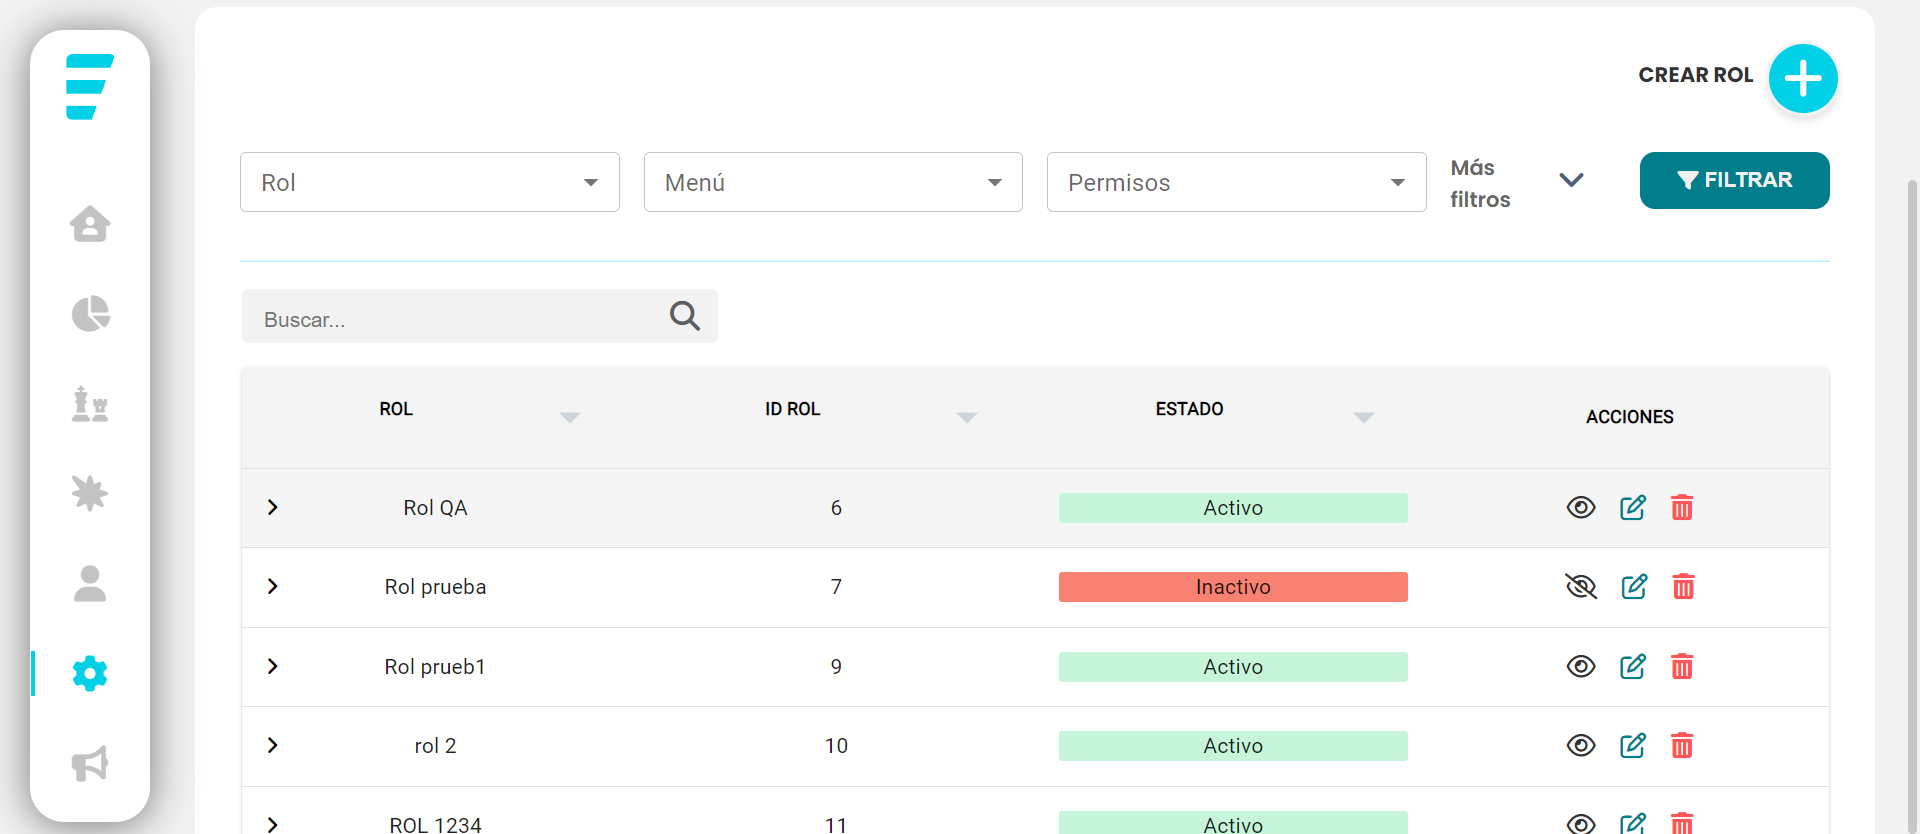 CREAR ROL
Rol
Menú
Permisos
Más
filtros
FILTRAR
Buscar...
ROL ID ROL ESTADO ACCIONES
Rol QA 6 Activo
Rol prueba 7 Inactivo
Rol prueb1 9 Activo
rol 2 10 Activo
ROL 1234 11 Activo